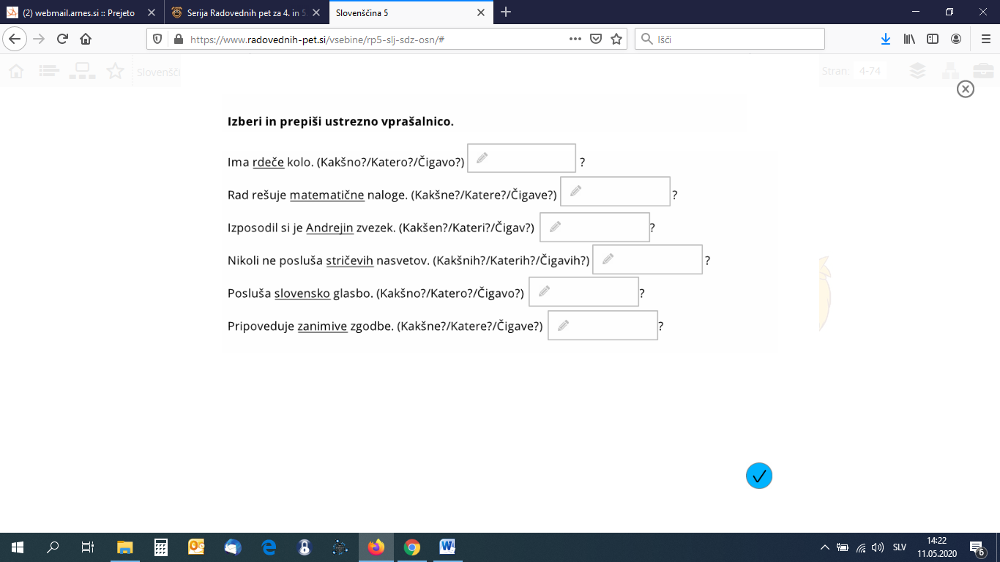 (2) webmail.arnes.si :: Prejeto
Serija Radovednih pet za 4. in 5.
Slovenščina 5
https://www.radovednih-pet.si/vsebine/rp5-slj-sdz-osn/#
Išči
Slovenšči
Stran: 4-74
Izberi in prepiši ustrezno vprašalnico.
Ima rdeče kolo. (Kakšno?/Katero?/Čigavo?) ?
Rad rešuje matematične naloge. (Kakšne?/Katere?/Čigave?) ?
Izposodil si je Andrejin zvezek. (Kakšen?/Kateri?/Čigav?) ?
Nikoli ne posluša stričevih nasvetov. (Kakšnih?/Katerih?/Čigavih?) ?
Posluša slovensko glasbo. (Kakšno?/Katero?/Čigavo?) ?
Pripoveduje zanimive zgodbe. (Kakšne?/Katere?/Čigave?) ?
SLV
14:22
11.05.2020
6